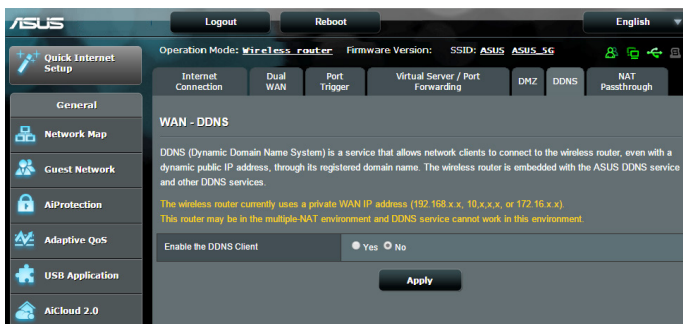 ASUS
Logout
Reboot
English
Quick Internet
Setup
Operation Mode: Wireless router Firmware Version: SSID: ASUS ASUS_5G
Internet
Connection
Dual
WAN
Port
Trigger
Virtual Server / Port
Forwarding
DMZ
DDNS
NAT
Passthrough
General
Network Map
Guest Network
AiProtection
Adaptive QoS
USB Application
AiCloud 2.0
WAN - DDNS
DDNS (Dynamic Domain Name System) is a service that allows network clients to connect to the wireless router, even with a
dynamic public IP address, through its registered domain name. The wireless router is embedded with the ASUS DDNS service
and other DDNS services.
The wireless router currently uses a private WAN IP address (192.168.x.x, 10,x,x,x, or 172.16.x.x).
This router may be in the multiple-NAT environment and DDNS service cannot work in this environment.
Enable the DDNS Client
Yes No
Apply